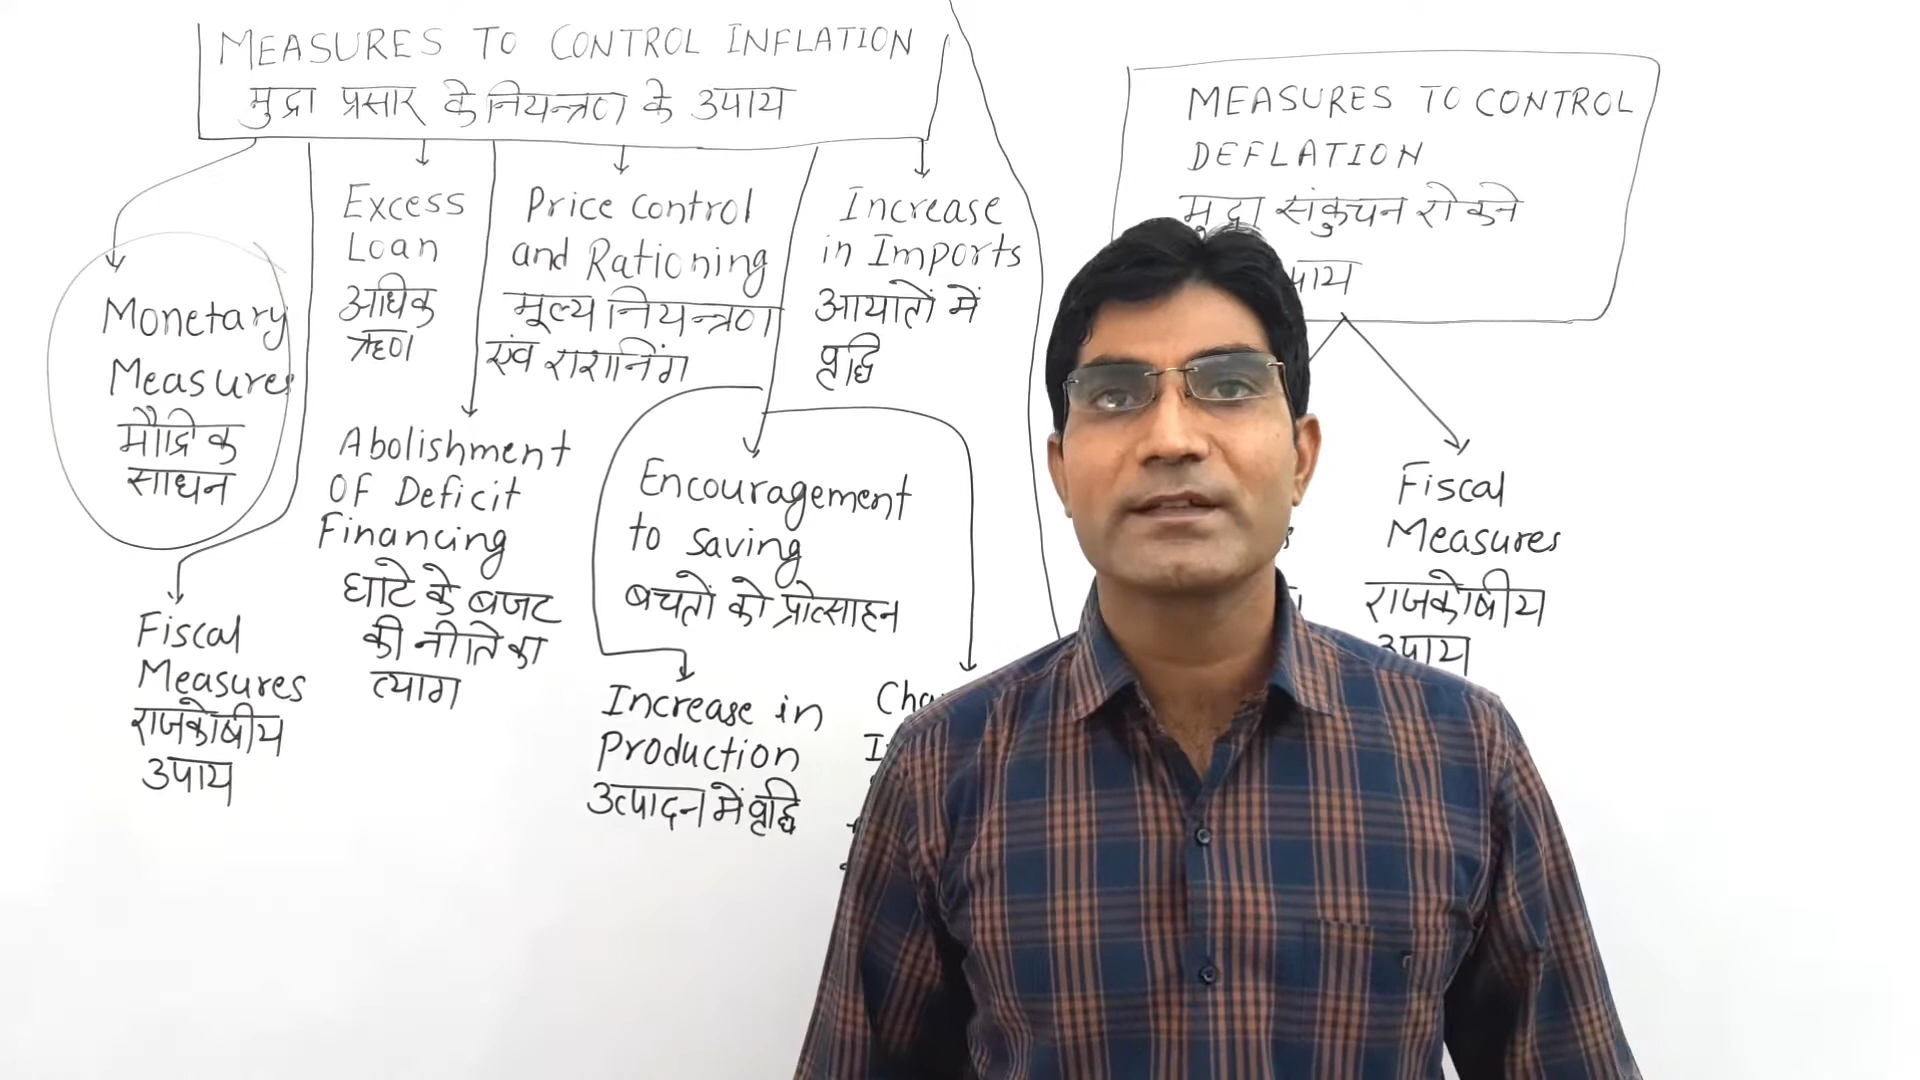 MEASURES TO CONTROL INFLATION
मुद्रा प्रसार के नियन्त्रण के उपाय
Monetary
Measures
मौद्रिक
साधन
Fiscal
Measures
राजकोषीय
उपाय
Excess
Loan
अधिक
ऋण
Abolishment
OF Deficit
Financing
घाटे के बजट
की नीति का
त्याग
Price Control
and Rationing
मूल्य नियन्त्रण
एंव राशनिंग
Encouragement
to saving
बचतों को प्रोत्साहन
Increase in
Production
उत्पादन में वृद्धि
Increase
in Imports
आयातों में
वृद्धि
MEASURES TO CONTROL
DEFLATION
मुद्रा संकुचन रोकने
Fiscal
Measures
राजकोषीय
उपाय